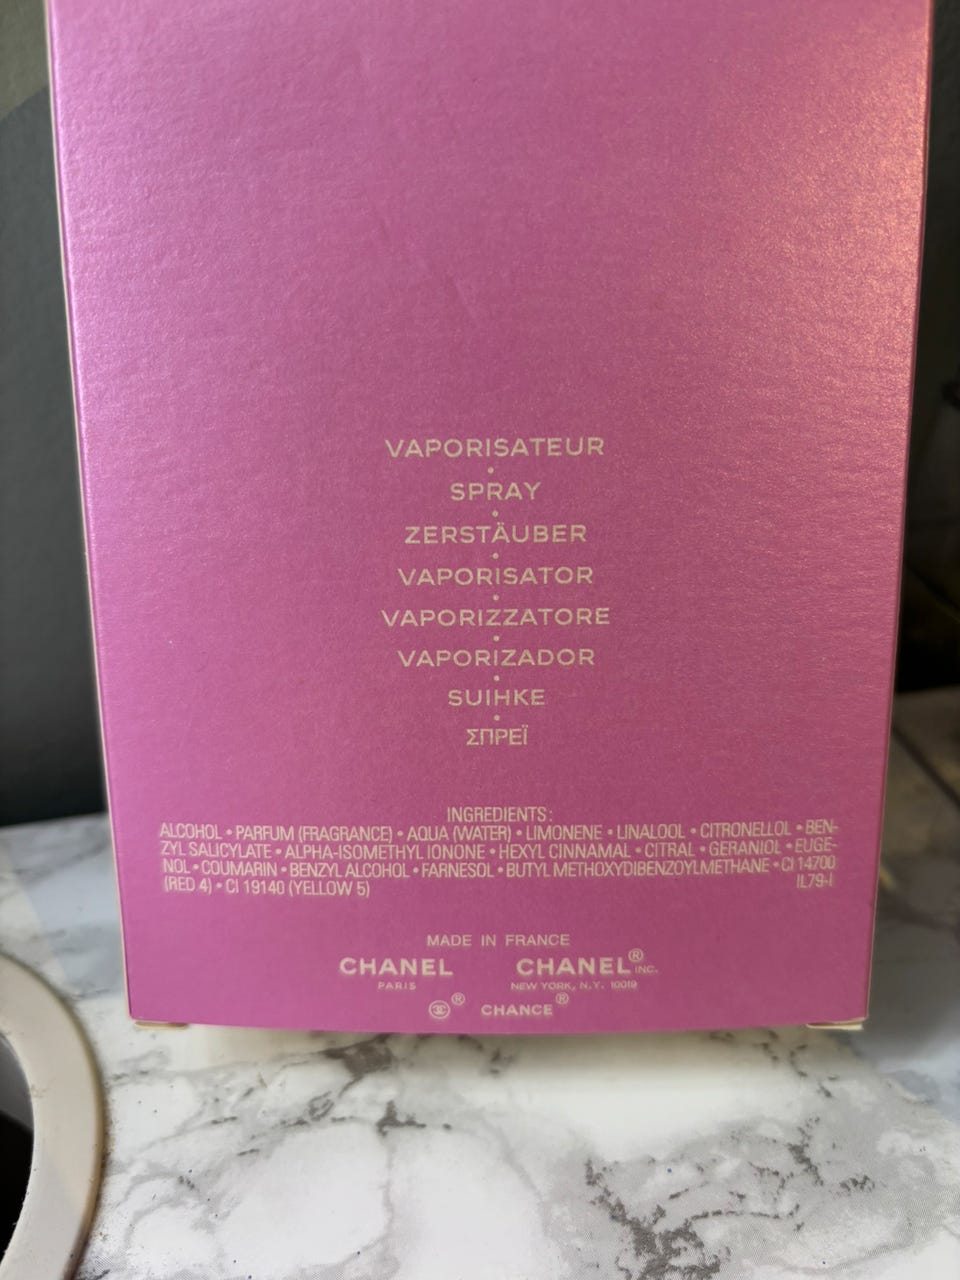 VAPORISATEUR
•
SPRAY
•
ZERSTÄUBER
•
VAPORISATOR
•
VAPORIZZATORE
•
VAPORIZADOR
•
SUIHKE
•
ΣΠΡΕΪ
INGREDIENTS:
ALCOHOL • PARFUM (FRAGRANCE) • AQUA (WATER) • LIMONENE • LINALOOL • CITRONELLOL • BEN-
ZYL SALICYLATE • ALPHA-ISOMETHYL IONONE • HEXYL CINNAMAL • CITRAL • GERANIOL • EUGE-
NOL • COUMARIN • BENZYL ALCOHOL • FARNESOL • BUTYL METHOXYDIBENZOYLMETHANE • CI 14700
(RED 4) • CI 19140 (YELLOW 5) IL79-I
MADE IN FRANCE
CHANEL CHANEL® INC.
PARIS NEW YORK, N.Y. 10019
® CHANCE®